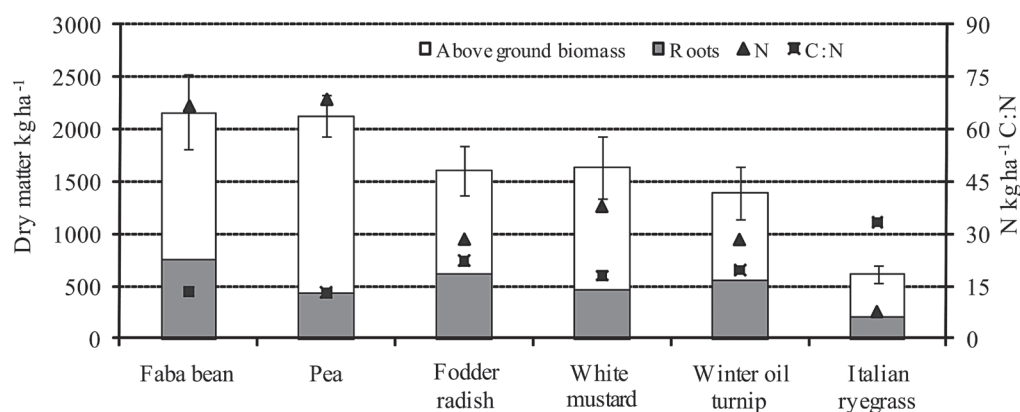 3000
2500
2000
1500
1000
500
0
Dry matter kg ha⁻¹
Above ground biomass Roots N C:N
90
75
60
45
30
15
0
N kg ha⁻¹ C:N
Faba bean
Pea
Fodder
radish
White
mustard
Winter oil
turnip
Italian
ryegrass